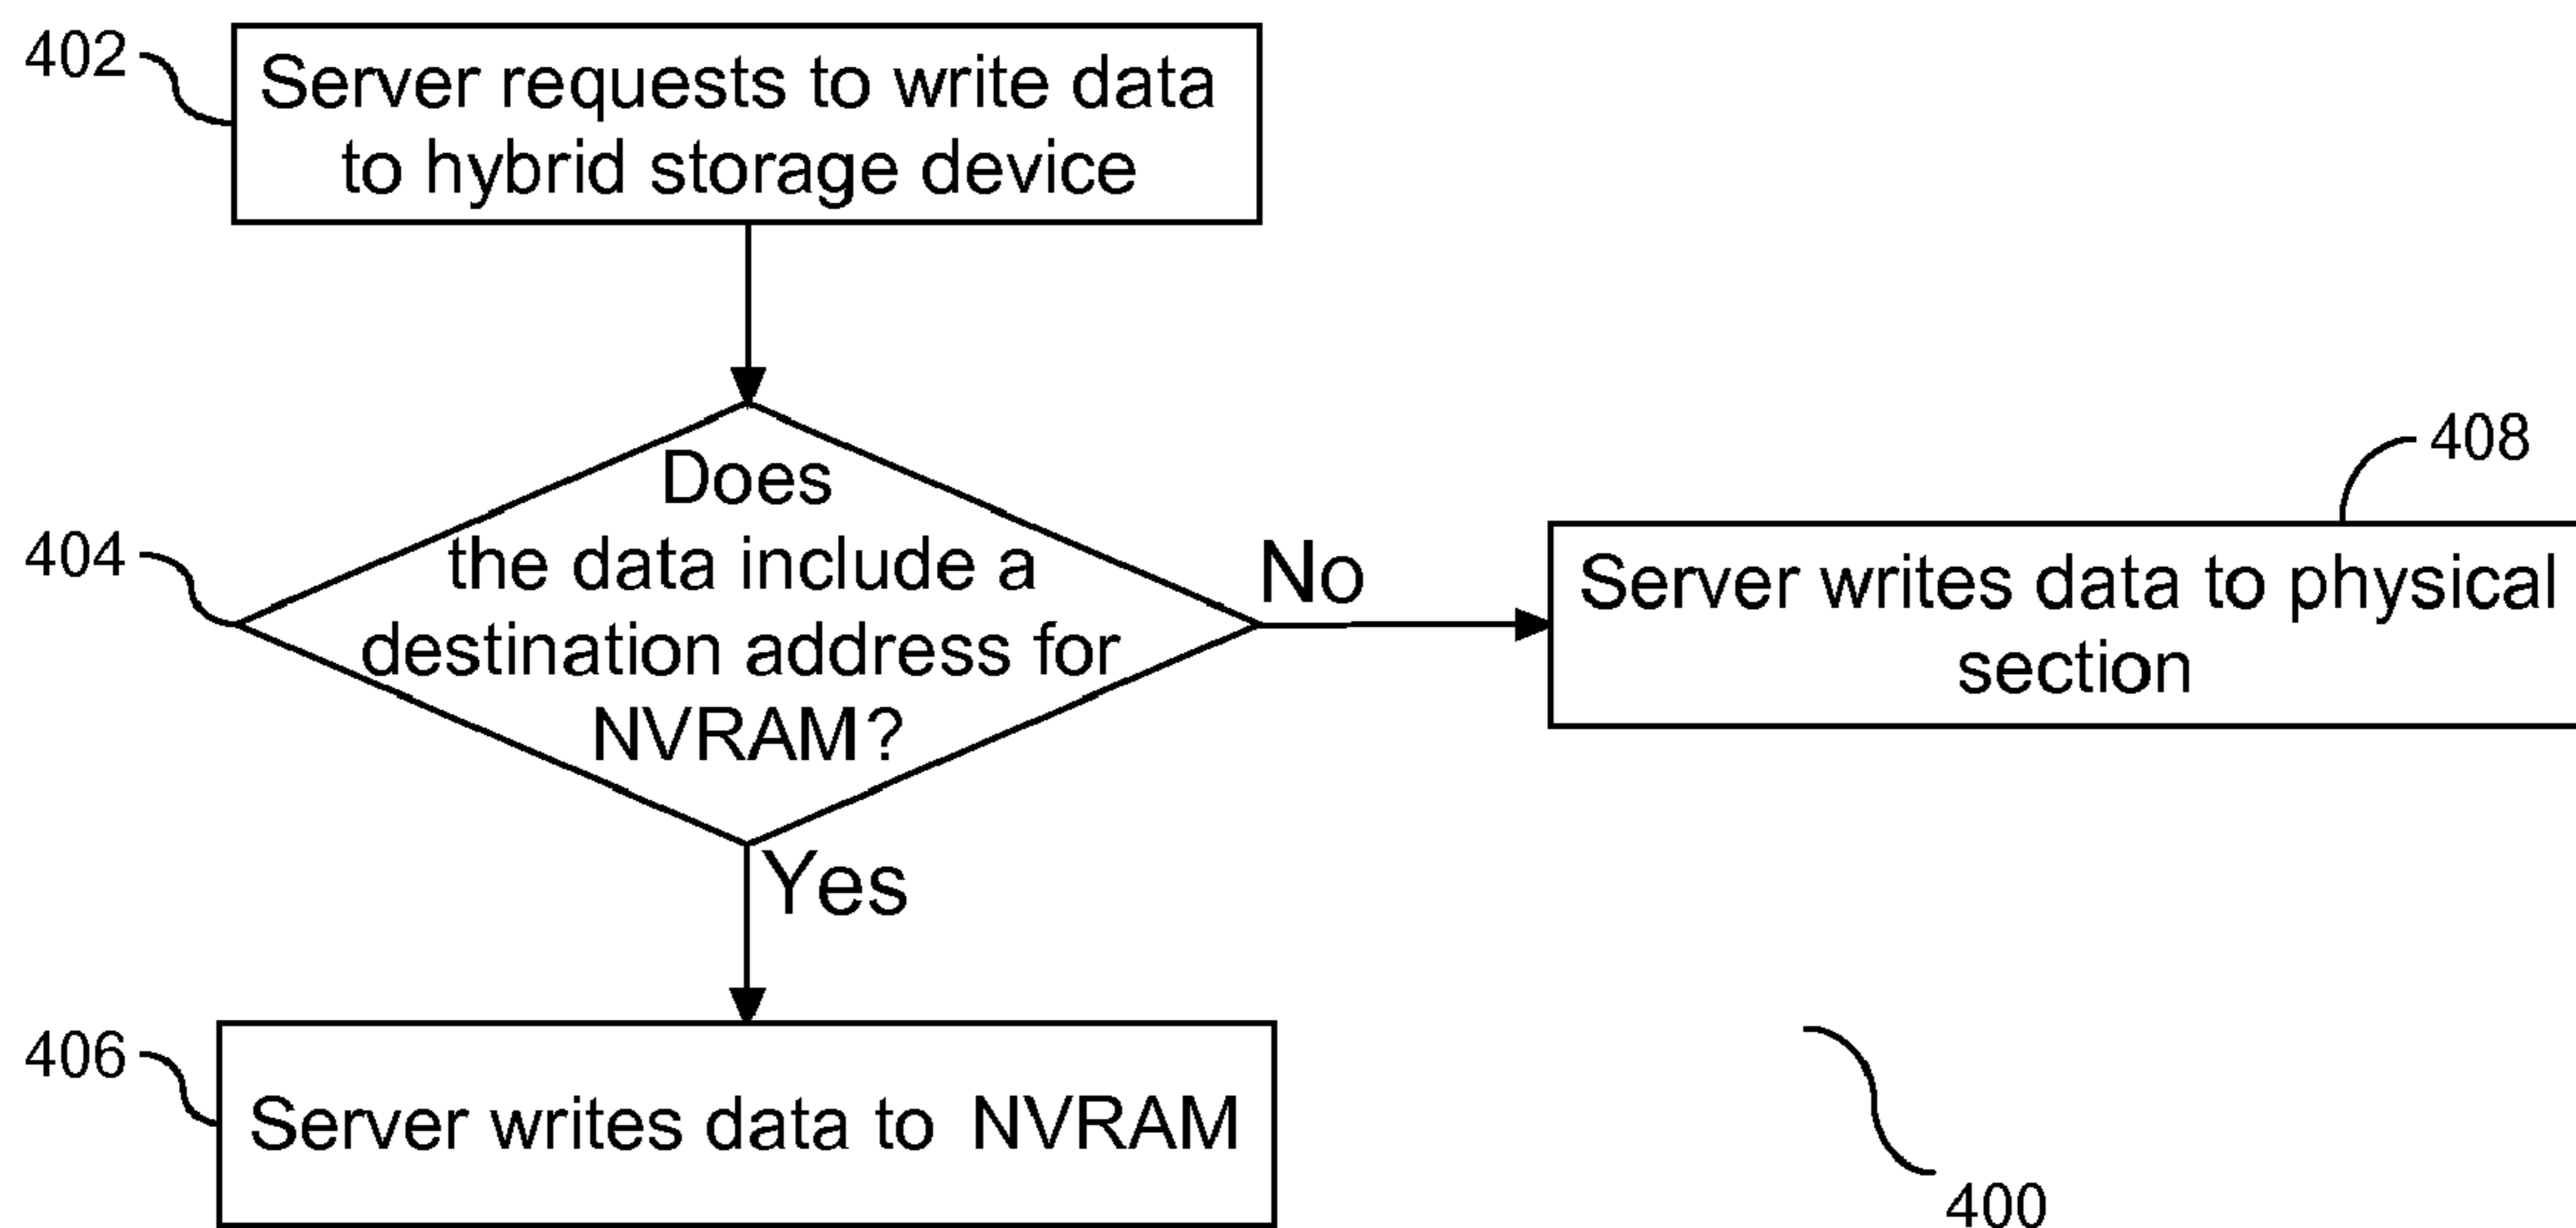 402
Server requests to write data
to hybrid storage device
404
Does
the data include a
destination address for
NVRAM?
No
408
Server writes data to physical
section
Yes
406
Server writes data to NVRAM
400